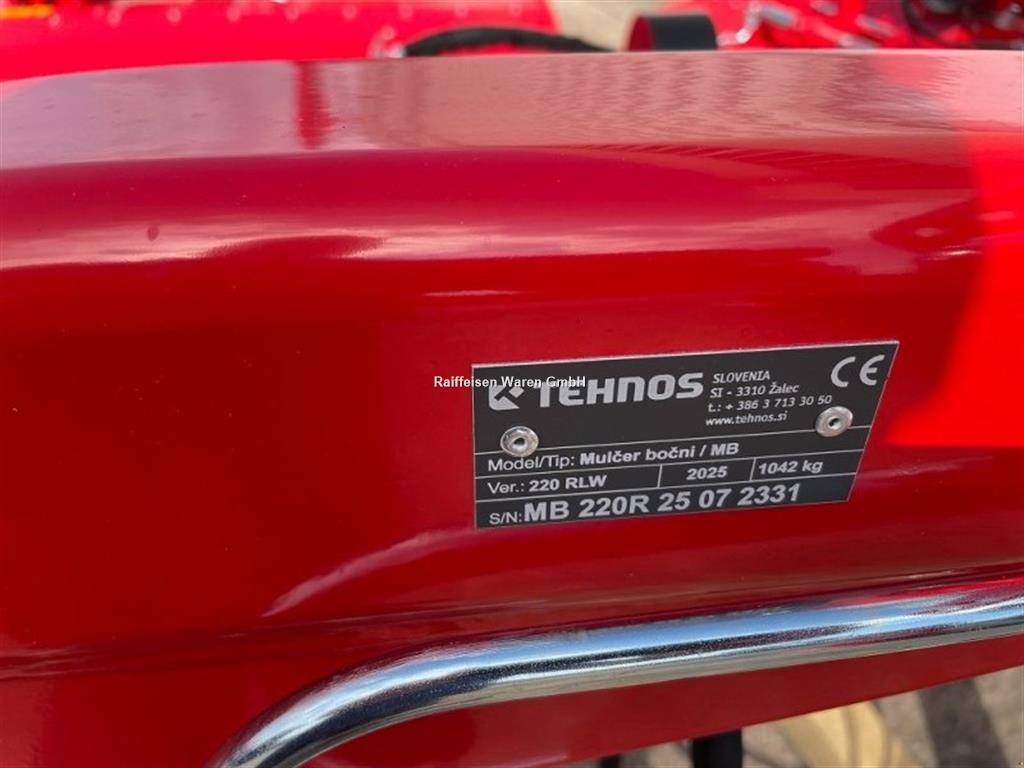 Raiffeisen Waren GmbH
TEHNOS
SLOVENIA
SI - 3310 Žalec
t.: + 386 3 713 30 50
www.tehnos.si
CE
Model/Tip: Mulčer bočni / MB
Ver.: 220 RLW 2025 1042 kg
S/N: MB 220R 25 07 2331